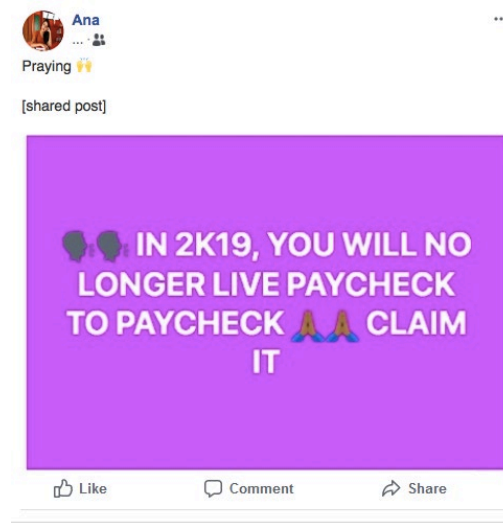 Ana
...
Praying 🙌
[shared post]
🗣🗣 IN 2K19, YOU WILL NO
LONGER LIVE PAYCHECK
TO PAYCHECK 🙏🏾🙏🏾 CLAIM
IT
Like Comment Share